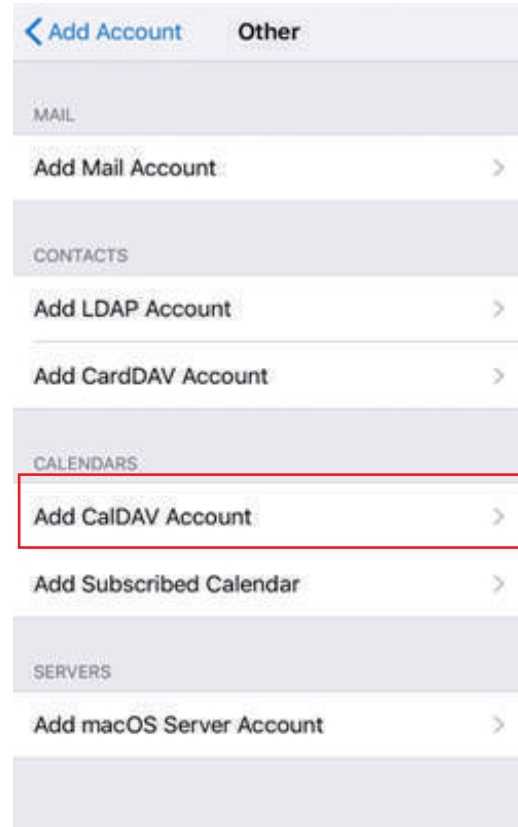 Add Account Other
MAIL
Add Mail Account
CONTACTS
Add LDAP Account
Add CardDAV Account
CALENDARS
Add CalDAV Account
Add Subscribed Calendar
SERVERS
Add macOS Server Account